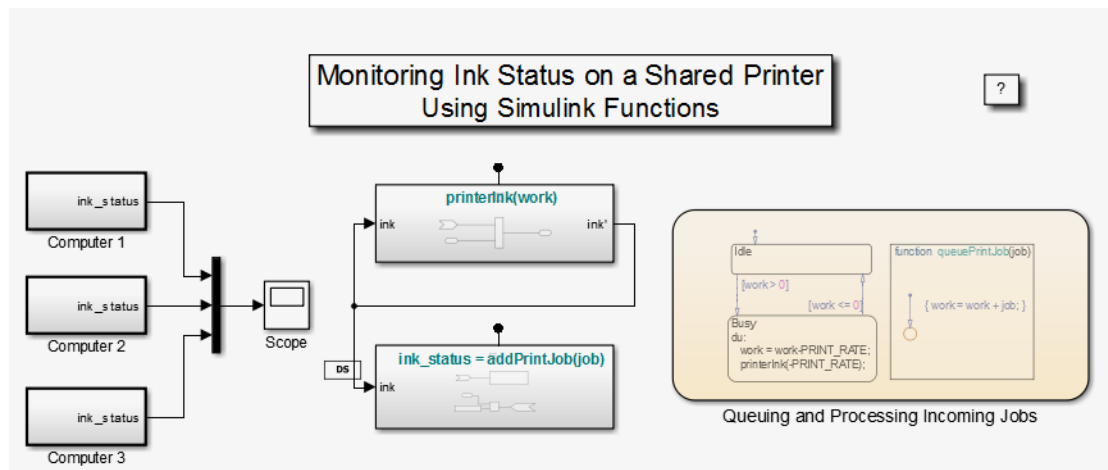 Monitoring Ink Status on a Shared Printer
Using Simulink Functions
?
ink_status
Computer 1
ink_status
Computer 2
ink_status
Computer 3
Scope
printerInk(work)
ink
ink'
DS
ink_status = addPrintJob(job)
ink
Idle
[work> 0]
[work <= 0]
Busy
du:
work = work-PRINT_RATE;
printerInk(-PRINT_RATE);
function queuePrintJob(job)
{ work = work + job; }
Queuing and Processing Incoming Jobs